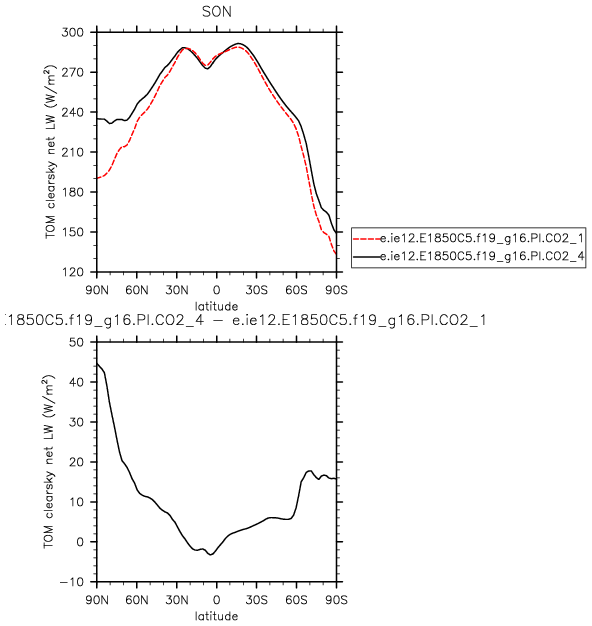 SON
300
270
240
210
180
150
120
TOM clearsky net LW (W/m²)
90N 60N 30N 0 30S 60S 90S
latitude
e.ie12.E1850C5.f19_g16.PI.CO2_1
e.ie12.E1850C5.f19_g16.PI.CO2_4
.1850C5.f19_g16.PI.CO2_4 − e.ie12.E1850C5.f19_g16.PI.CO2_1
50
40
30
20
10
0
−10
TOM clearsky net LW (W/m²)
90N 60N 30N 0 30S 60S 90S
latitude